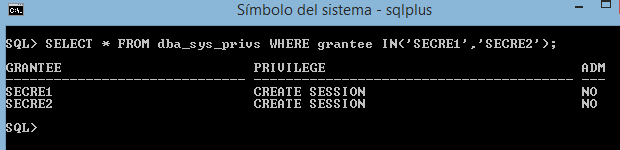 Símbolo del sistema - sqlplus
SQL> SELECT * FROM dba_sys_privs WHERE grantee IN('SECRE1','SECRE2');
GRANTEE PRIVILEGE ADM
SECRE1 CREATE SESSION NO
SECRE2 CREATE SESSION NO
SQL>